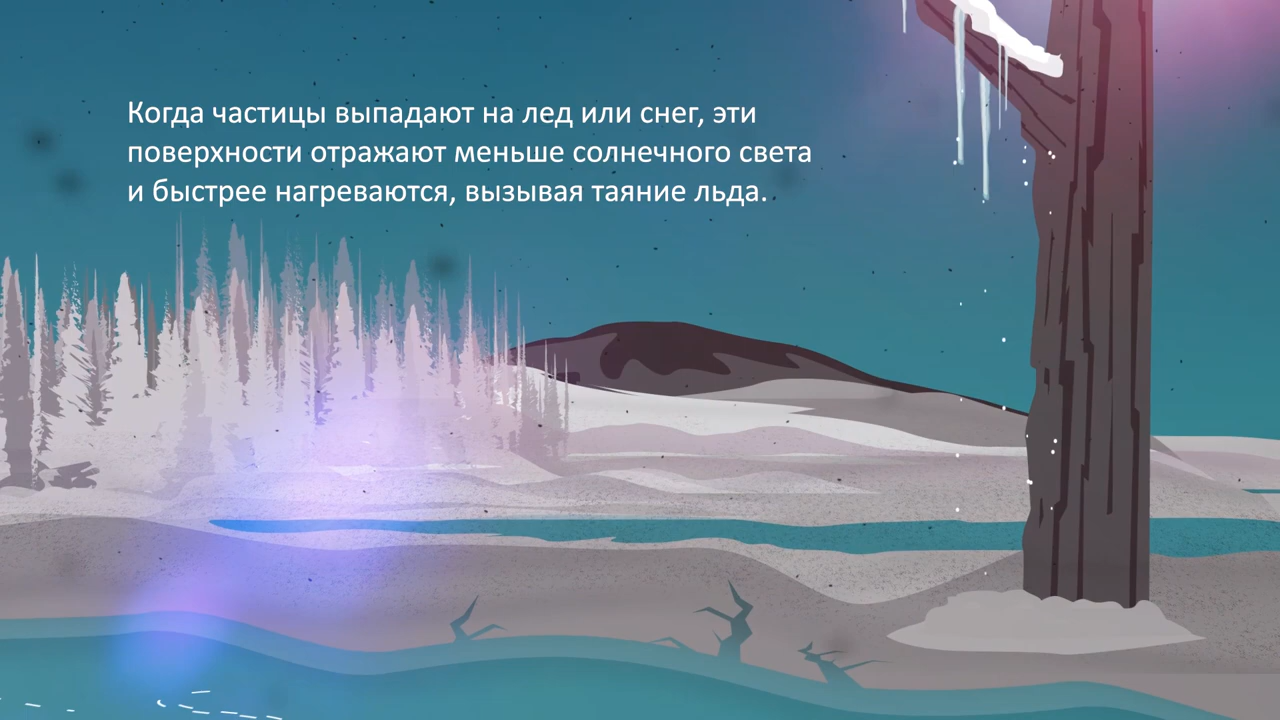 Когда частицы выпадают на лед или снег, эти
поверхности отражают меньше солнечного света
и быстрее нагреваются, вызывая таяние льда.